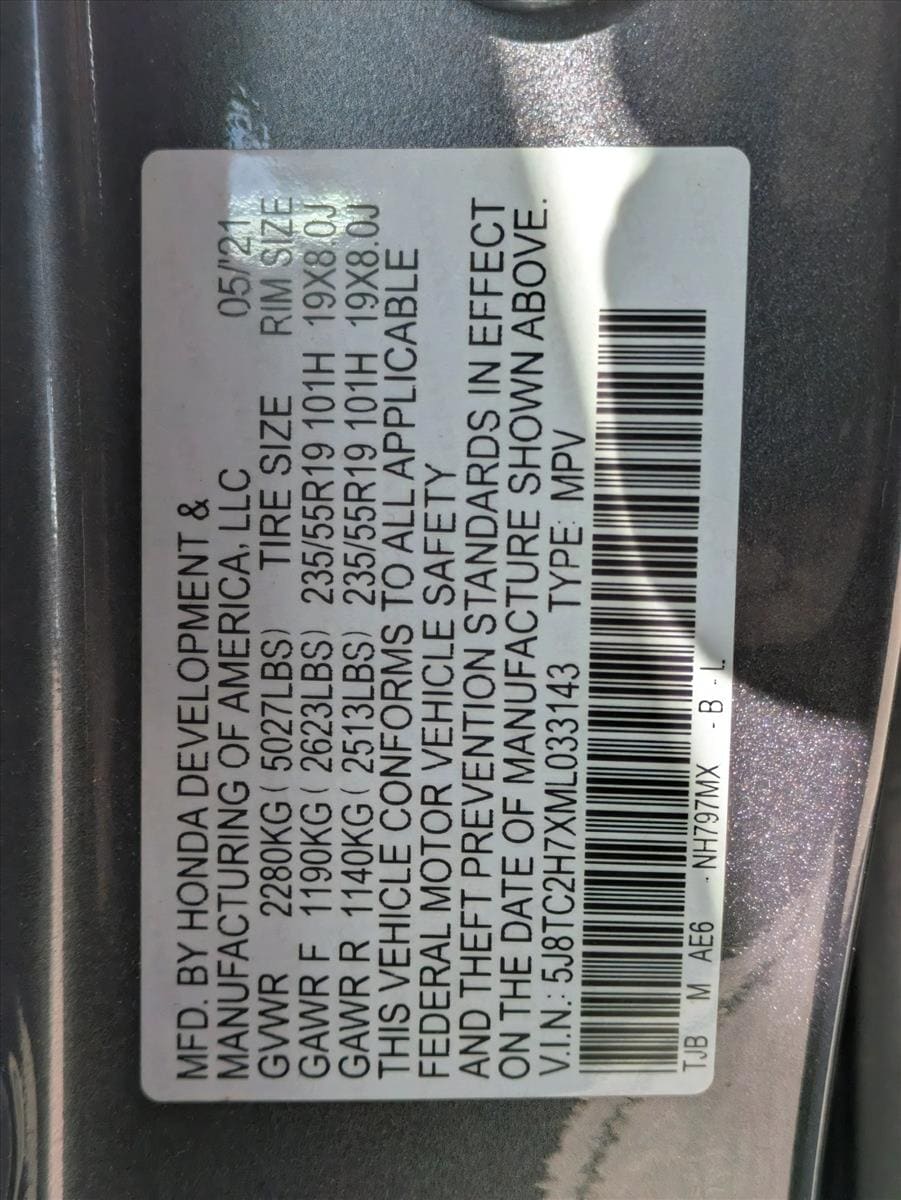 MFD. BY HONDA DEVELOPMENT &
MANUFACTURING OF AMERICA, LLC 05/'21
GVWR 2280KG ( 5027LBS) TIRE SIZE RIM SIZE
GAWR F 1190KG ( 2623LBS) 235/55R19 101H 19X8.0J
GAWR R 1140KG ( 2513LBS) 235/55R19 101H 19X8.0J
THIS VEHICLE CONFORMS TO ALL APPLICABLE
FEDERAL MOTOR VEHICLE SAFETY
AND THEFT PREVENTION STANDARDS IN EFFECT
ON THE DATE OF MANUFACTURE SHOWN ABOVE.
V.I.N.: 5J8TC2H7XML033143 TYPE: MPV
TJB M AE6 - NH797MX - B - L